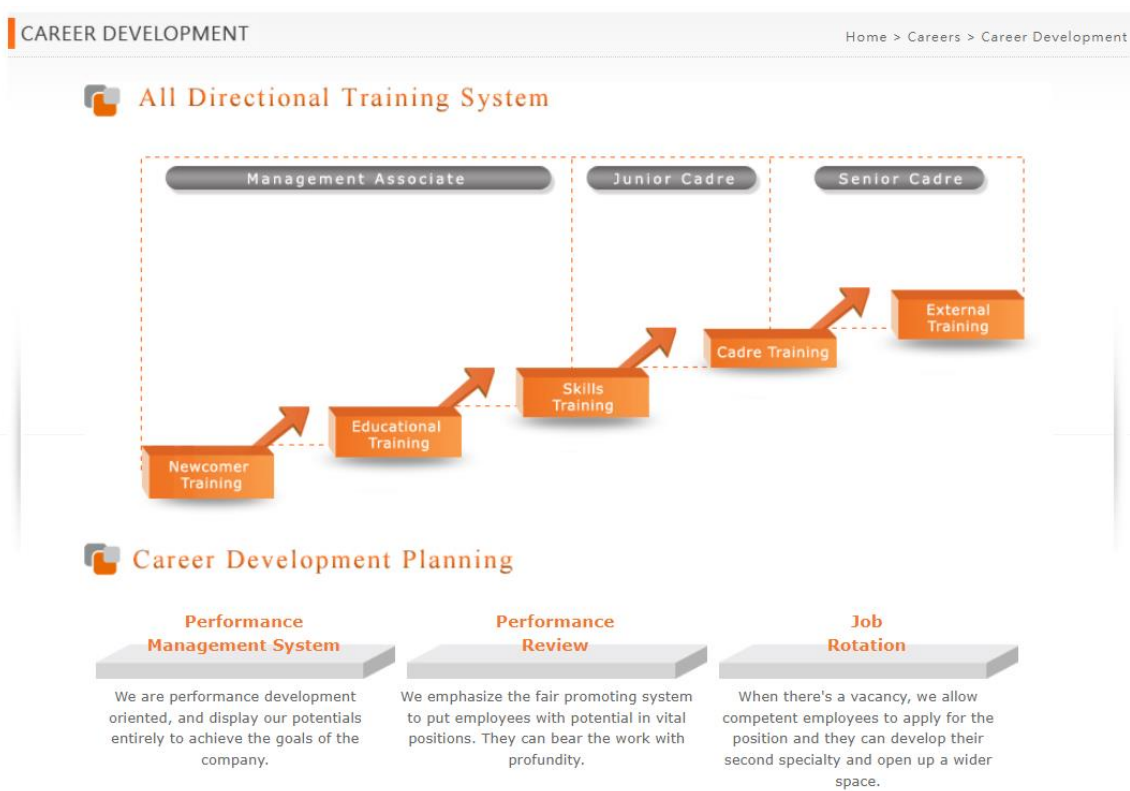 CAREER DEVELOPMENT
Home > Careers > Career Development
All Directional Training System
Management Associate
Junior Cadre
Senior Cadre
External
Training
Cadre Training
Skills
Training
Educational
Training
Newcomer
Training
Career Development Planning
Performance
Management System
We are performance development
oriented, and display our potentials
entirely to achieve the goals of the
company.
Performance
Review
We emphasize the fair promoting system
to put employees with potential in vital
positions. They can bear the work with
profundity.
Job
Rotation
When there's a vacancy, we allow
competent employees to apply for the
position and they can develop their
second specialty and open up a wider
space.